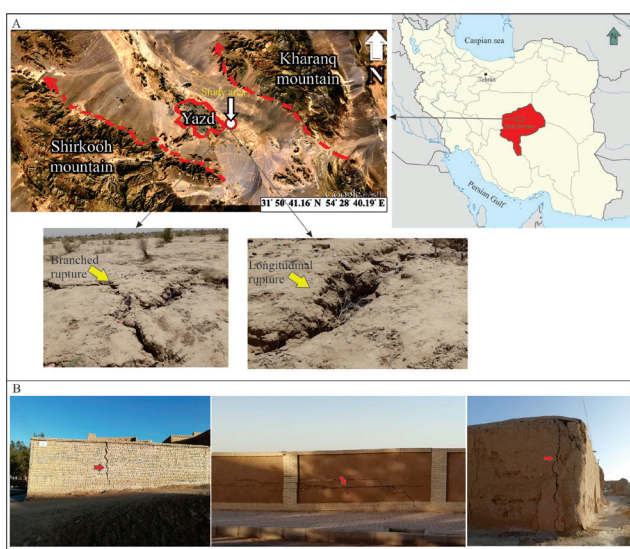 A
Kharanq
mountain
N
Study area
Yazd
Shirkooh
mountain
31° 50' 41.16" N 54° 28' 40.19" E
Caspian sea
Tehran
Persian Gulf
Branched
rupture
Longitudinal
rupture
B